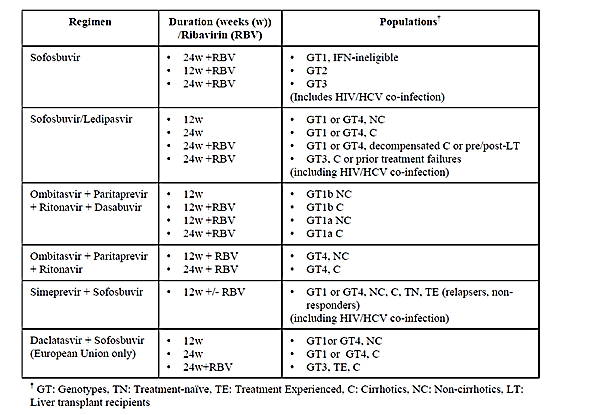 Regimen Duration (weeks (w)) /Ribavirin (RBV) Populations†
Sofosbuvir
• 24w +RBV • GT1, IFN-ineligible
• 12w +RBV • GT2
• 24w +RBV • GT3
(Includes HIV/HCV co-infection)
Sofosbuvir/Ledipasvir
• 12w • GT1 or GT4, NC
• 24w • GT1 or GT4, C
• 24w +RBV • GT1 or GT4, decompensated C or pre/post-LT
• 24w +RBV • GT3, C or prior treatment failures
(including HIV/HCV co-infection)
Ombitasvir + Paritaprevir
+ Ritonavir + Dasabuvir
• 12w • GT1b NC
• 12w +RBV • GT1b C
• 12w +RBV • GT1a NC
• 24w +RBV • GT1a C
Ombitasvir + Paritaprevir
+ Ritonavir
• 12w + RBV • GT4, NC
• 24w + RBV • GT4, C
Simeprevir + Sofosbuvir
• 12w +/- RBV • GT1 or GT4, NC, C, TN, TE (relapsers, non-
responders)
(including HIV/HCV co-infection)
Daclatasvir + Sofosbuvir
(European Union only)
• 12w • GT1or GT4, NC
• 24w • GT1 or GT4, C
• 24w+RBV • GT3, TE, C
† GT: Genotypes, TN: Treatment-naïve, TE: Treatment Experienced, C: Cirrhotics, NC: Non-cirrhotics, LT:
Liver transplant recipients